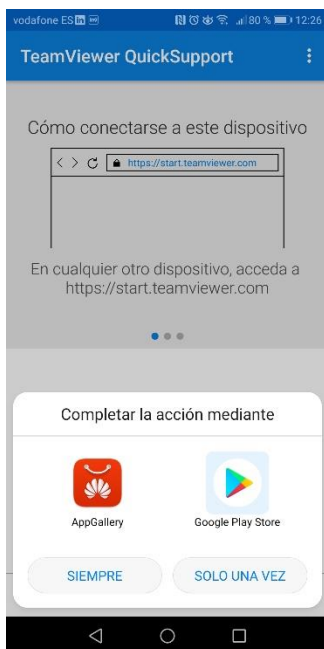 vodafone ES 80 % 12:26
TeamViewer QuickSupport
Cómo conectarse a este dispositivo
https://start.teamviewer.com
En cualquier otro dispositivo, acceda a
https://start.teamviewer.com
Completar la acción mediante
AppGallery Google Play Store
SIEMPRE SOLO UNA VEZ